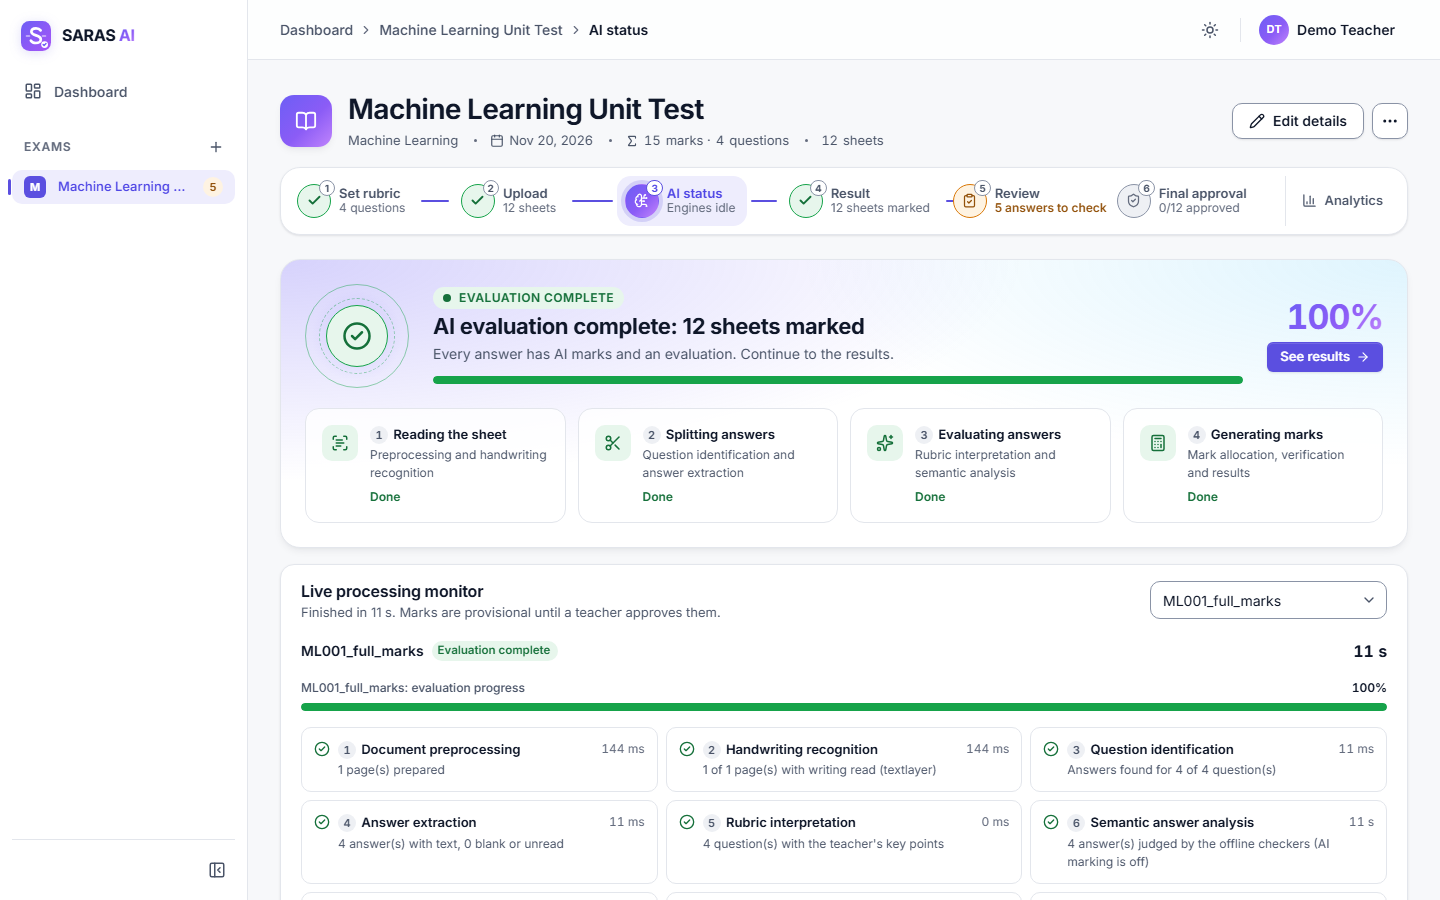 SARAS AI
Dashboard
EXAMS
M Machine Learning ... 5
Dashboard > Machine Learning Unit Test > AI status
DT Demo Teacher
Machine Learning Unit Test
Machine Learning • Nov 20, 2026 • 15 marks · 4 questions • 12 sheets
Edit details
1 Set rubric
4 questions
2 Upload
12 sheets
3 AI status
Engines idle
4 Result
12 sheets marked
5 Review
5 answers to check
6 Final approval
0/12 approved
Analytics
EVALUATION COMPLETE
AI evaluation complete: 12 sheets marked
Every answer has AI marks and an evaluation. Continue to the results.
100%
See results →
1 Reading the sheet
Preprocessing and handwriting
recognition
Done
2 Splitting answers
Question identification and
answer extraction
Done
3 Evaluating answers
Rubric interpretation and
semantic analysis
Done
4 Generating marks
Mark allocation, verification
and results
Done
Live processing monitor
Finished in 11 s. Marks are provisional until a teacher approves them.
ML001_full_marks
ML001_full_marks Evaluation complete
11 s
ML001_full_marks: evaluation progress
100%
1 Document preprocessing 144 ms
1 page(s) prepared
2 Handwriting recognition 144 ms
1 of 1 page(s) with writing read (textlayer)
3 Question identification 11 ms
Answers found for 4 of 4 question(s)
4 Answer extraction 11 ms
4 answer(s) with text, 0 blank or unread
5 Rubric interpretation 0 ms
4 question(s) with the teacher's key points
6 Semantic answer analysis 11 s
4 answer(s) judged by the offline checkers (AI
marking is off)